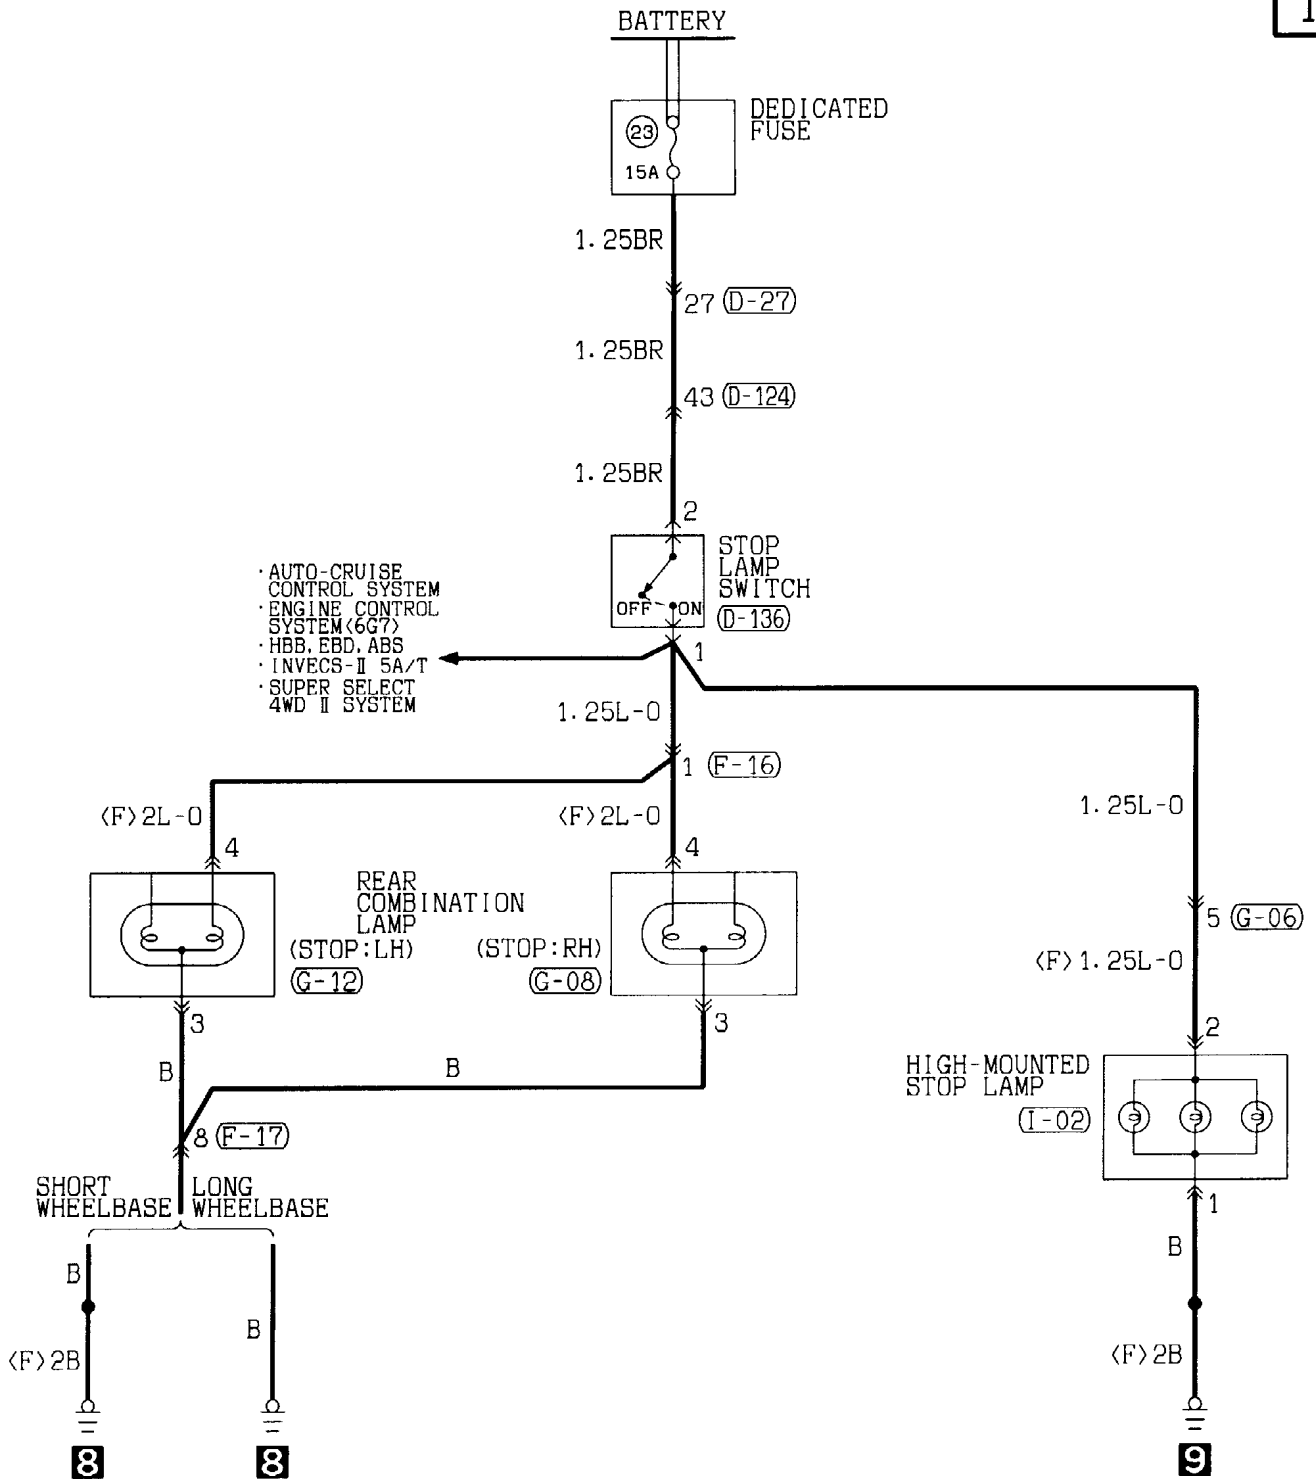 BATTERY
1
DEDICATED
FUSE
23
15A
1.25BR
27 (D-27)
1.25BR
43 (D-124)
1.25BR
2
STOP
LAMP
SWITCH
(D-136)
OFF ON
·AUTO-CRUISE
CONTROL SYSTEM
·ENGINE CONTROL
SYSTEM<6G7>
·HBB, EBD, ABS
·INVECS-Ⅱ 5A/T
·SUPER SELECT
4WD Ⅱ SYSTEM
1
1.25L-O
1 (F-16)
<F>2L-O
<F>2L-O
1.25L-O
4
4
REAR
COMBINATION
LAMP
(STOP:LH)
(G-12)
(STOP:RH)
(G-08)
5 (G-06)
<F>1.25L-O
3
3
2
B
B
HIGH-MOUNTED
STOP LAMP
(I-02)
8 (F-17)
SHORT
WHEELBASE
LONG
WHEELBASE
1
B
B
B
<F>2B
<F>2B
8
8
9